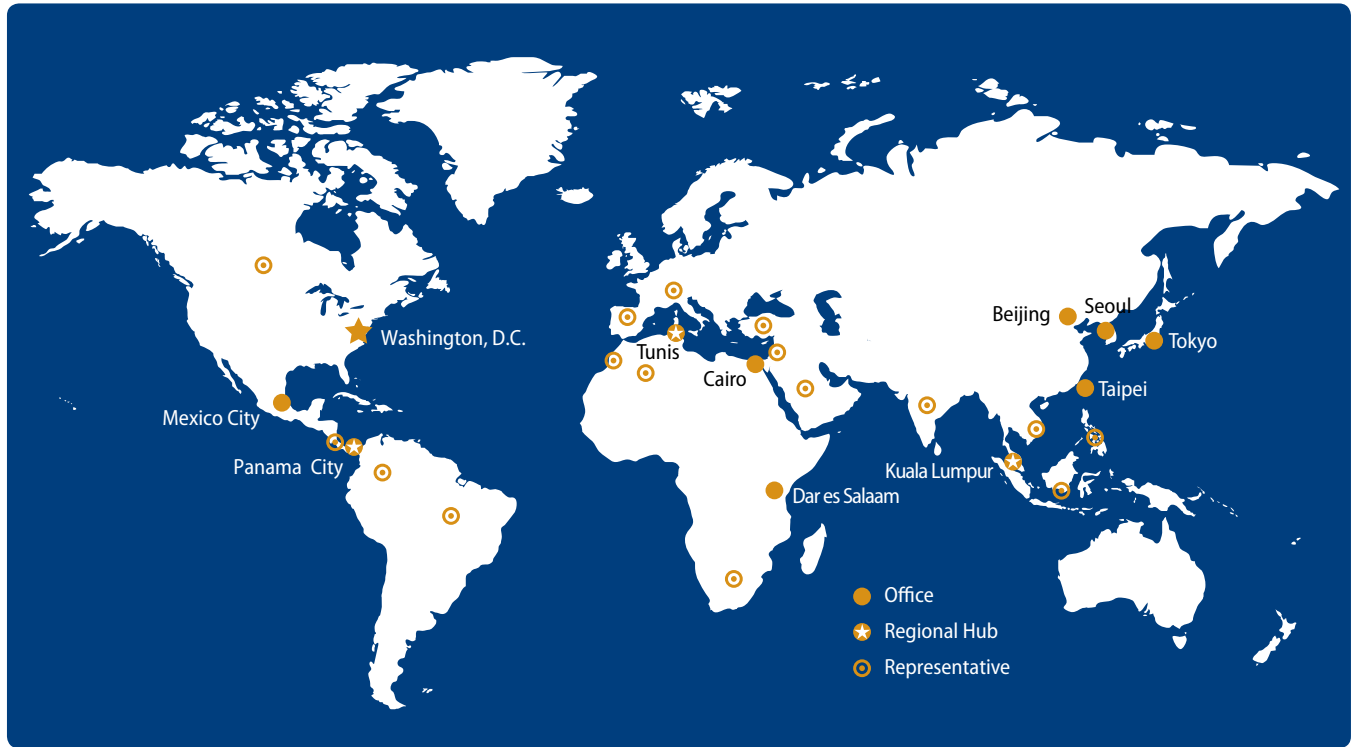 Beijing
Seoul
Washington, D.C.
Tokyo
Tunis
Cairo
Taipei
Mexico City
Panama City
Kuala Lumpur
Dar es Salaam
Office
Regional Hub
Representative